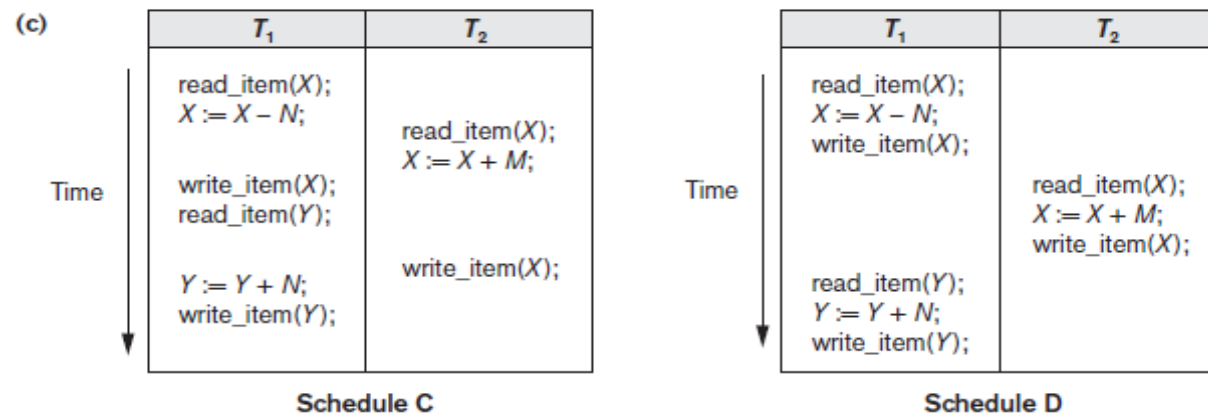 (c)
T₁ T₂
read_item(X);
X := X – N;
read_item(X);
X := X + M;
Time
write_item(X);
read_item(Y);
write_item(X);
Y := Y + N;
write_item(Y);
Schedule C
T₁ T₂
read_item(X);
X := X – N;
write_item(X);
Time
read_item(X);
X := X + M;
write_item(X);
read_item(Y);
Y := Y + N;
write_item(Y);
Schedule D